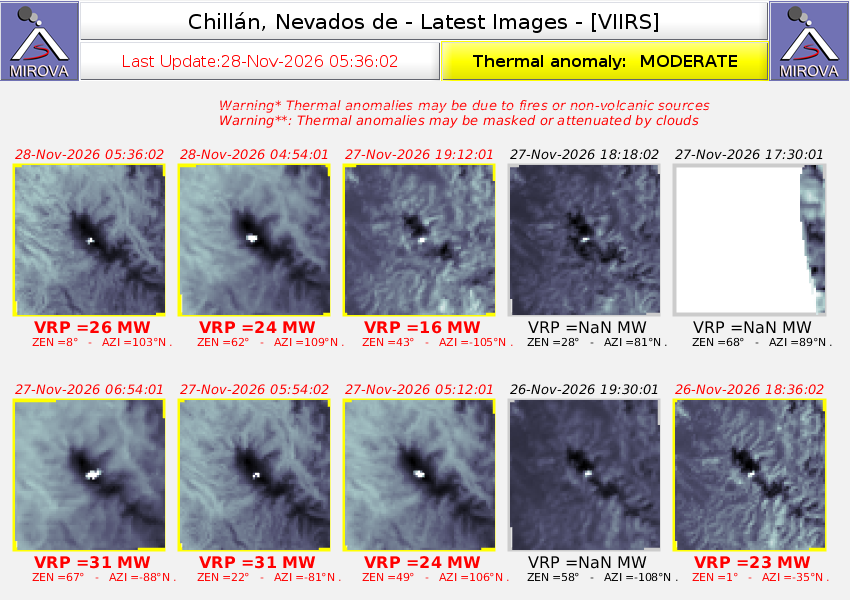 Chillán, Nevados de - Latest Images - [VIIRS]
MIROVA
Last Update:28-Nov-2026 05:36:02
Thermal anomaly: MODERATE
MIROVA
Warning* Thermal anomalies may be due to fires or non-volcanic sources
Warning**: Thermal anomalies may be masked or attenuated by clouds
28-Nov-2026 05:36:02
28-Nov-2026 04:54:01
27-Nov-2026 19:12:01
27-Nov-2026 18:18:02
27-Nov-2026 17:30:01
VRP =26 MW
VRP =24 MW
VRP =16 MW
VRP =NaN MW
VRP =NaN MW
ZEN =8° - AZI =103°N .
ZEN =62° - AZI =109°N .
ZEN =43° - AZI =-105°N .
ZEN =28° - AZI =81°N .
ZEN =68° - AZI =89°N .
27-Nov-2026 06:54:01
27-Nov-2026 05:54:02
27-Nov-2026 05:12:01
26-Nov-2026 19:30:01
26-Nov-2026 18:36:02
VRP =31 MW
VRP =31 MW
VRP =24 MW
VRP =NaN MW
VRP =23 MW
ZEN =67° - AZI =-88°N .
ZEN =22° - AZI =-81°N .
ZEN =49° - AZI =106°N .
ZEN =58° - AZI =-108°N .
ZEN =1° - AZI =-35°N .